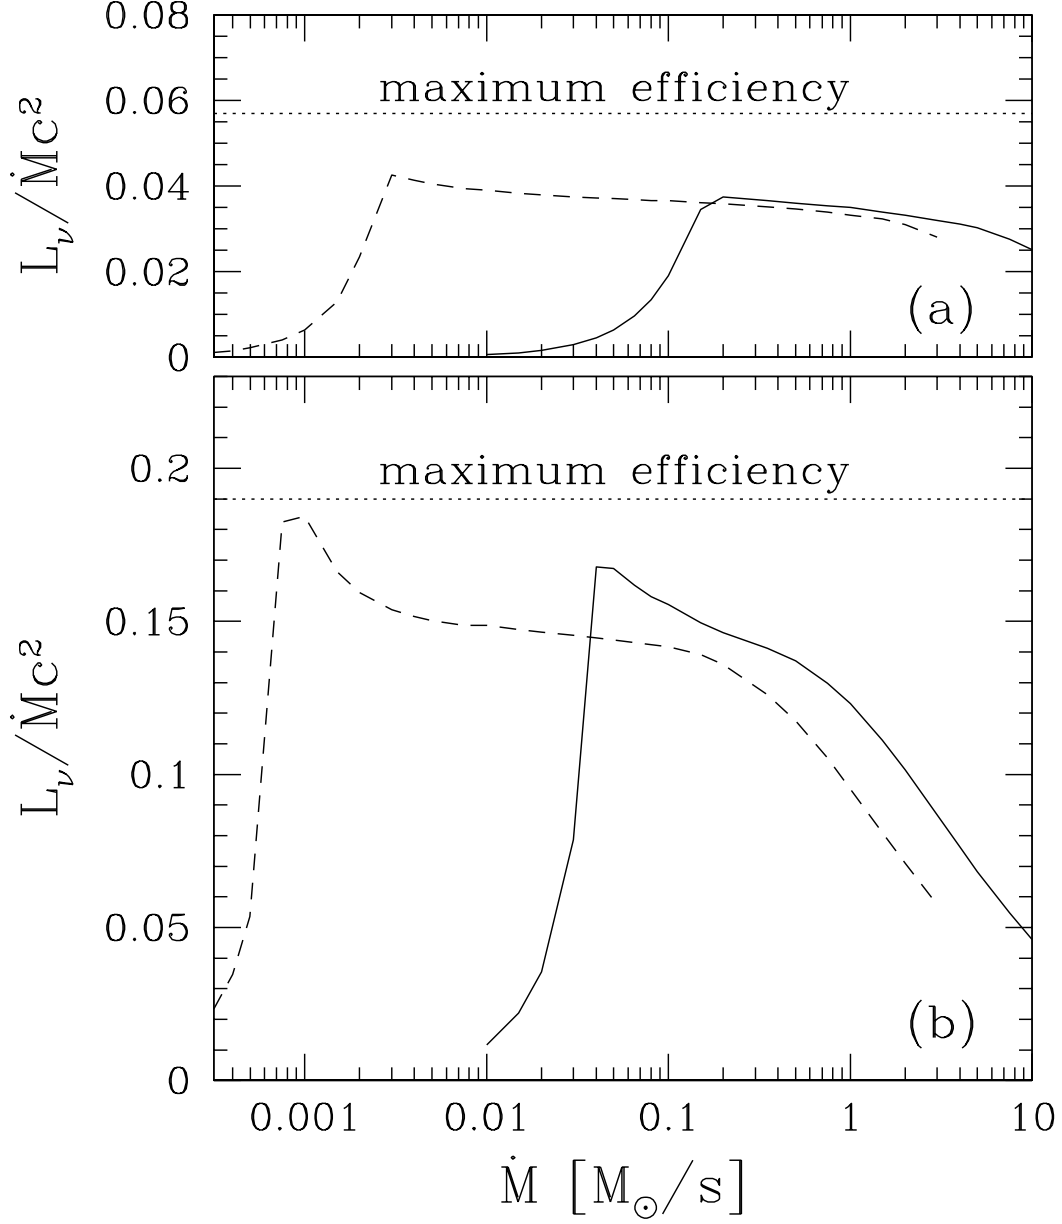 0.08
maximum efficiency
0.06
0.04
0.02
0
L_ν/Ṁc²
(a)
maximum efficiency
0.2
0.15
0.1
0.05
0
L_ν/Ṁc²
(b)
0.001 0.01 0.1 1 10
Ṁ [M_⊙/s]